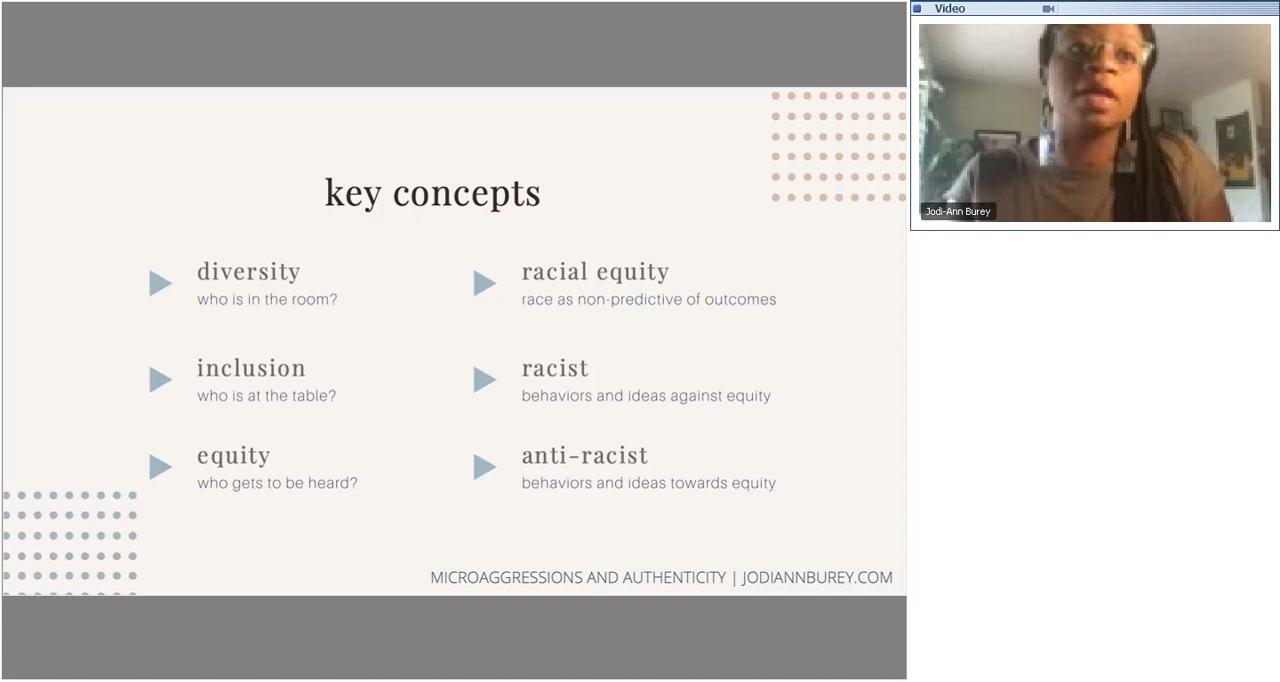 key concepts
diversity
who is in the room?
inclusion
who is at the table?
equity
who gets to be heard?
racial equity
race as non-predictive of outcomes
racist
behaviors and ideas against equity
anti-racist
behaviors and ideas towards equity
MICROAGGRESSIONS AND AUTHENTICITY | JODIANNBUREY.COM
Video
Jodi-Ann Burey